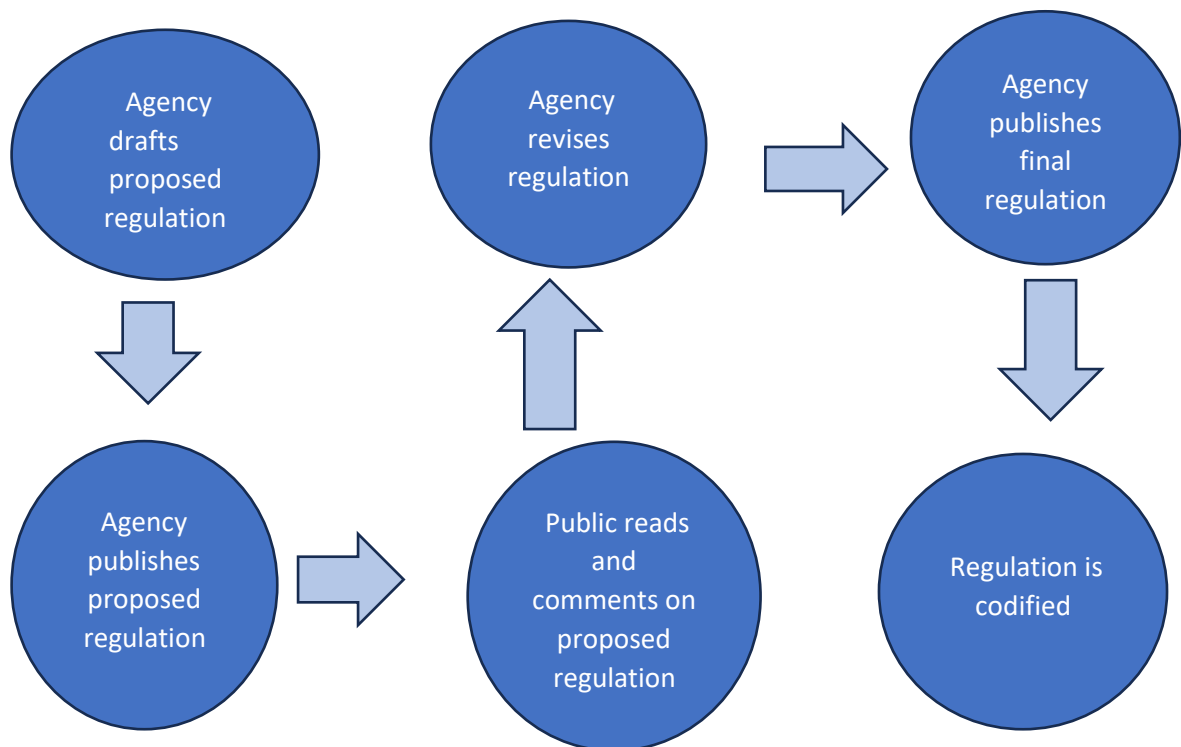 Agency
drafts
proposed
regulation
Agency
publishes
proposed
regulation
Public reads
and
comments on
proposed
regulation
Agency
revises
regulation
Agency
publishes
final
regulation
Regulation is
codified